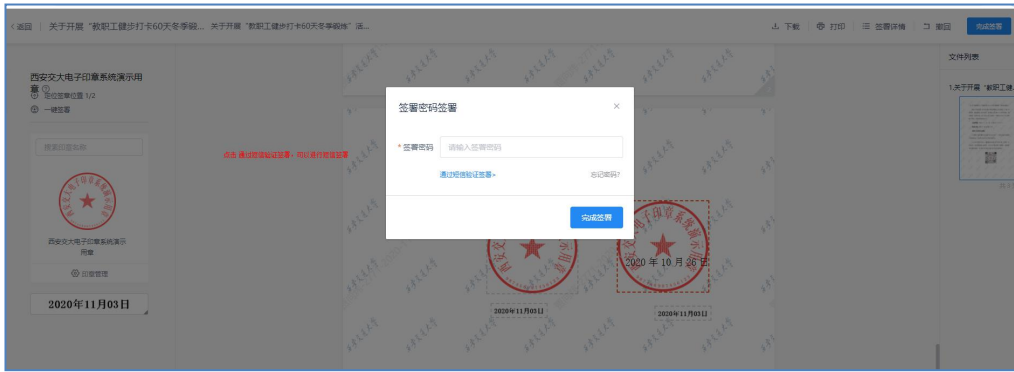 <返回 关于开展“教职工健步打卡60天冬季锻... 关于开展“教职工健步打卡60天冬季锻炼”活...
下载 打印 签署详情 撤回 完成签署
西安交大电子印章系统演示用
章
定位签章位置 1/2
一键签署
搜索印章名称
西安交大电子印章系统演示
用章
印章管理
2020年11月03日
点击 通过短信验证签署,可以进行短信签署
签署密码签署 ×
* 签署密码 请输入签署密码
通过短信验证签署
忘记密码?
完成签署
2020 年 10 月 26 日
2020年11月03日
2020年11月03日
文件列表
1.关于开展“教职工健